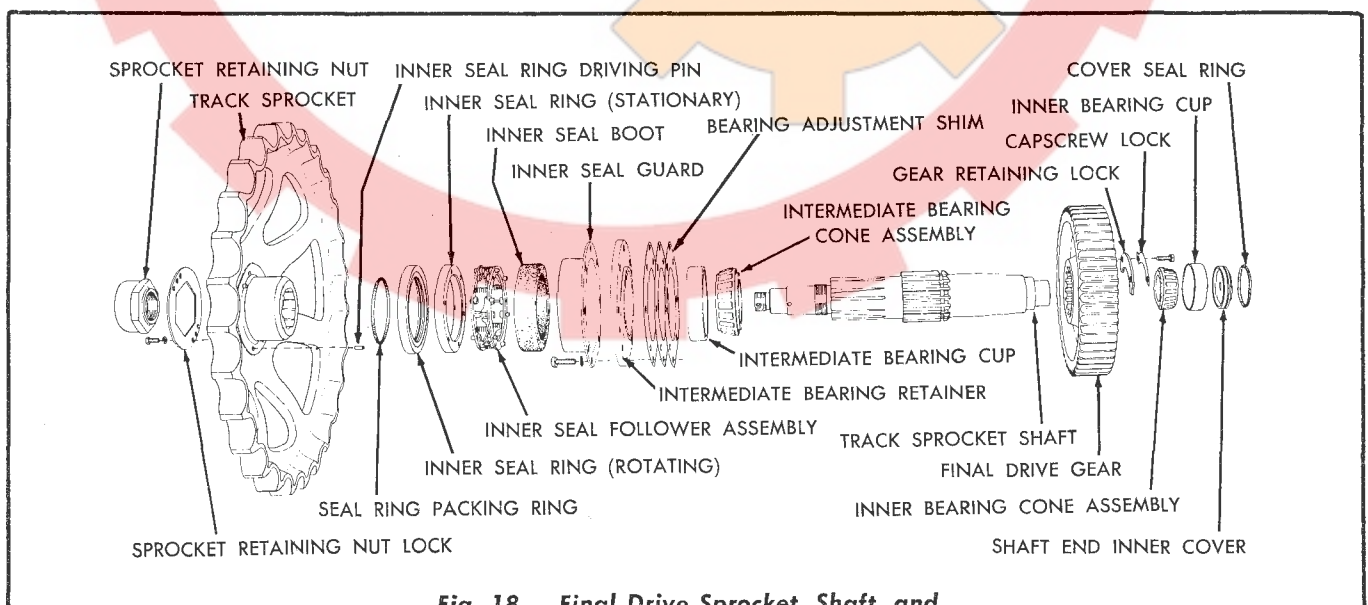 SPROCKET RETAINING NUT
INNER SEAL RING DRIVING PIN
COVER SEAL RING
TRACK SPROCKET
INNER SEAL RING (STATIONARY)
INNER BEARING CUP
INNER SEAL BOOT
BEARING ADJUSTMENT SHIM
CAPSCREW LOCK
INNER SEAL GUARD
GEAR RETAINING LOCK
INTERMEDIATE BEARING
CONE ASSEMBLY
INTERMEDIATE BEARING CUP
INTERMEDIATE BEARING RETAINER
INNER SEAL FOLLOWER ASSEMBLY
TRACK SPROCKET SHAFT
INNER SEAL RING (ROTATING)
FINAL DRIVE GEAR
SEAL RING PACKING RING
INNER BEARING CONE ASSEMBLY
SPROCKET RETAINING NUT LOCK
SHAFT END INNER COVER
Fig. 18 Final Drive Sprocket, Shaft, and